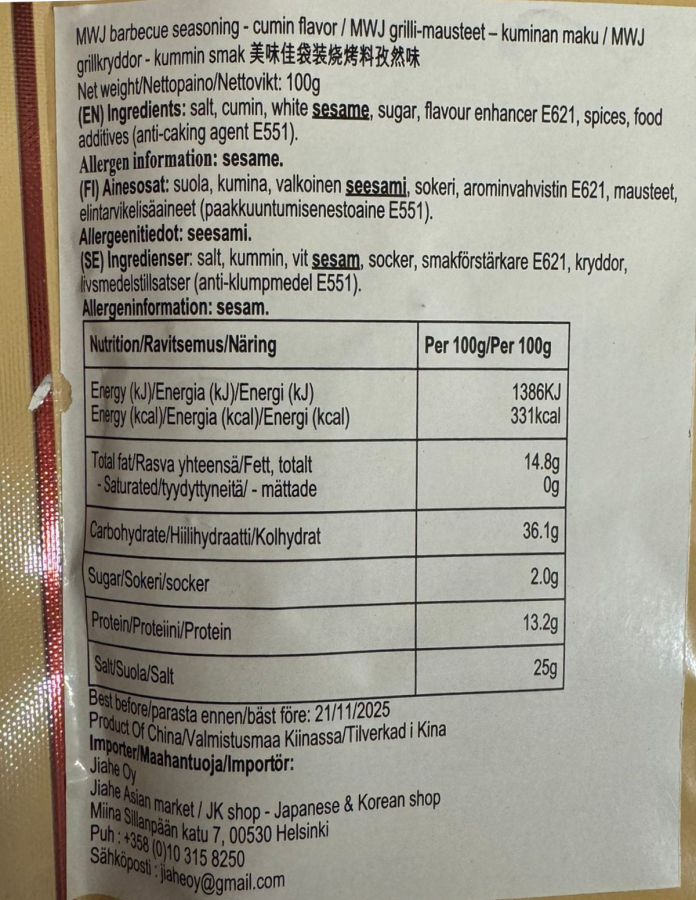 MWJ barbecue seasoning - cumin flavor / MWJ grilli-mausteet – kuminan maku / MWJ
grillkryddor - kummin smak 美味佳袋装烧烤料孜然味
Net weight/Nettopaino/Nettovikt: 100g
(EN) Ingredients: salt, cumin, white sesame, sugar, flavour enhancer E621, spices, food
additives (anti-caking agent E551).
Allergen information: sesame.
(FI) Ainesosat: suola, kumina, valkoinen seesami, sokeri, arominvahvistin E621, mausteet,
elintarvikelisäaineet (paakkuuntumisenestoaine E551).
Allergeenitiedot: seesami.
(SE) Ingredienser: salt, kummin, vit sesam, socker, smakförstärkare E621, kryddor,
livsmedelstillsatser (anti-klumpmedel E551).
Allergeninformation: sesam.
Nutrition/Ravitsemus/Näring Per 100g/Per 100g
Energy (kJ)/Energia (kJ)/Energi (kJ) 1386KJ
Energy (kcal)/Energia (kcal)/Energi (kcal) 331kcal
Total fat/Rasva yhteensä/Fett, totalt 14.8g
- Saturated/tyydyttyneitä/ - mättade 0g
Carbohydrate/Hiilihydraatti/Kolhydrat 36.1g
Sugar/Sokeri/socker 2.0g
Protein/Proteiini/Protein 13.2g
Salt/Suola/Salt 25g
Best before/parasta ennen/bäst före: 21/11/2025
Product Of China/Valmistusmaa Kiinassa/Tilverkad i Kina
Importer/Maahantuoja/Importör:
Jiahe Oy
Jiahe Asian market / JK shop - Japanese & Korean shop
Miina Sillanpään katu 7, 00530 Helsinki
Puh : +358 (0)10 315 8250
Sähköposti : jiaheoy@gmail.com